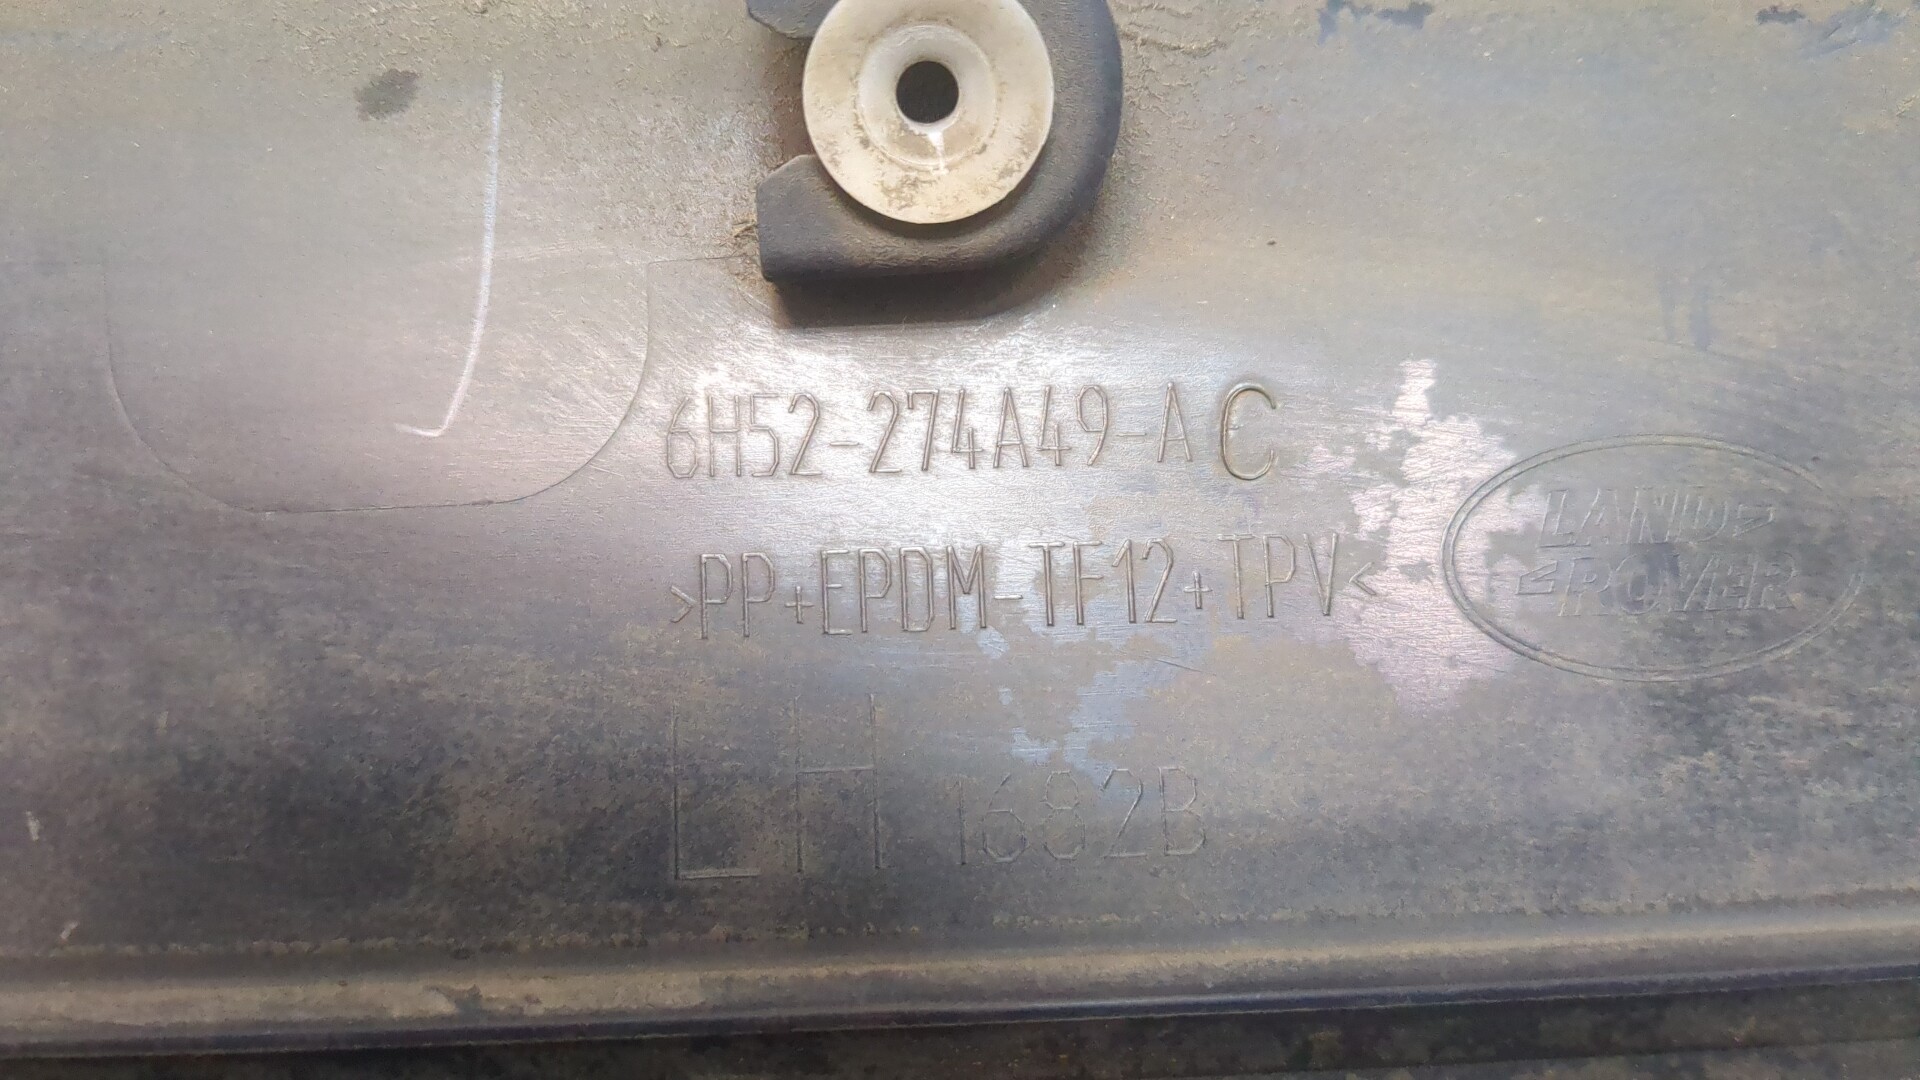 6H52-274A49-AC
>PP+EPDM-TF12+TPV<
LAND
ROVER
LH 1682B